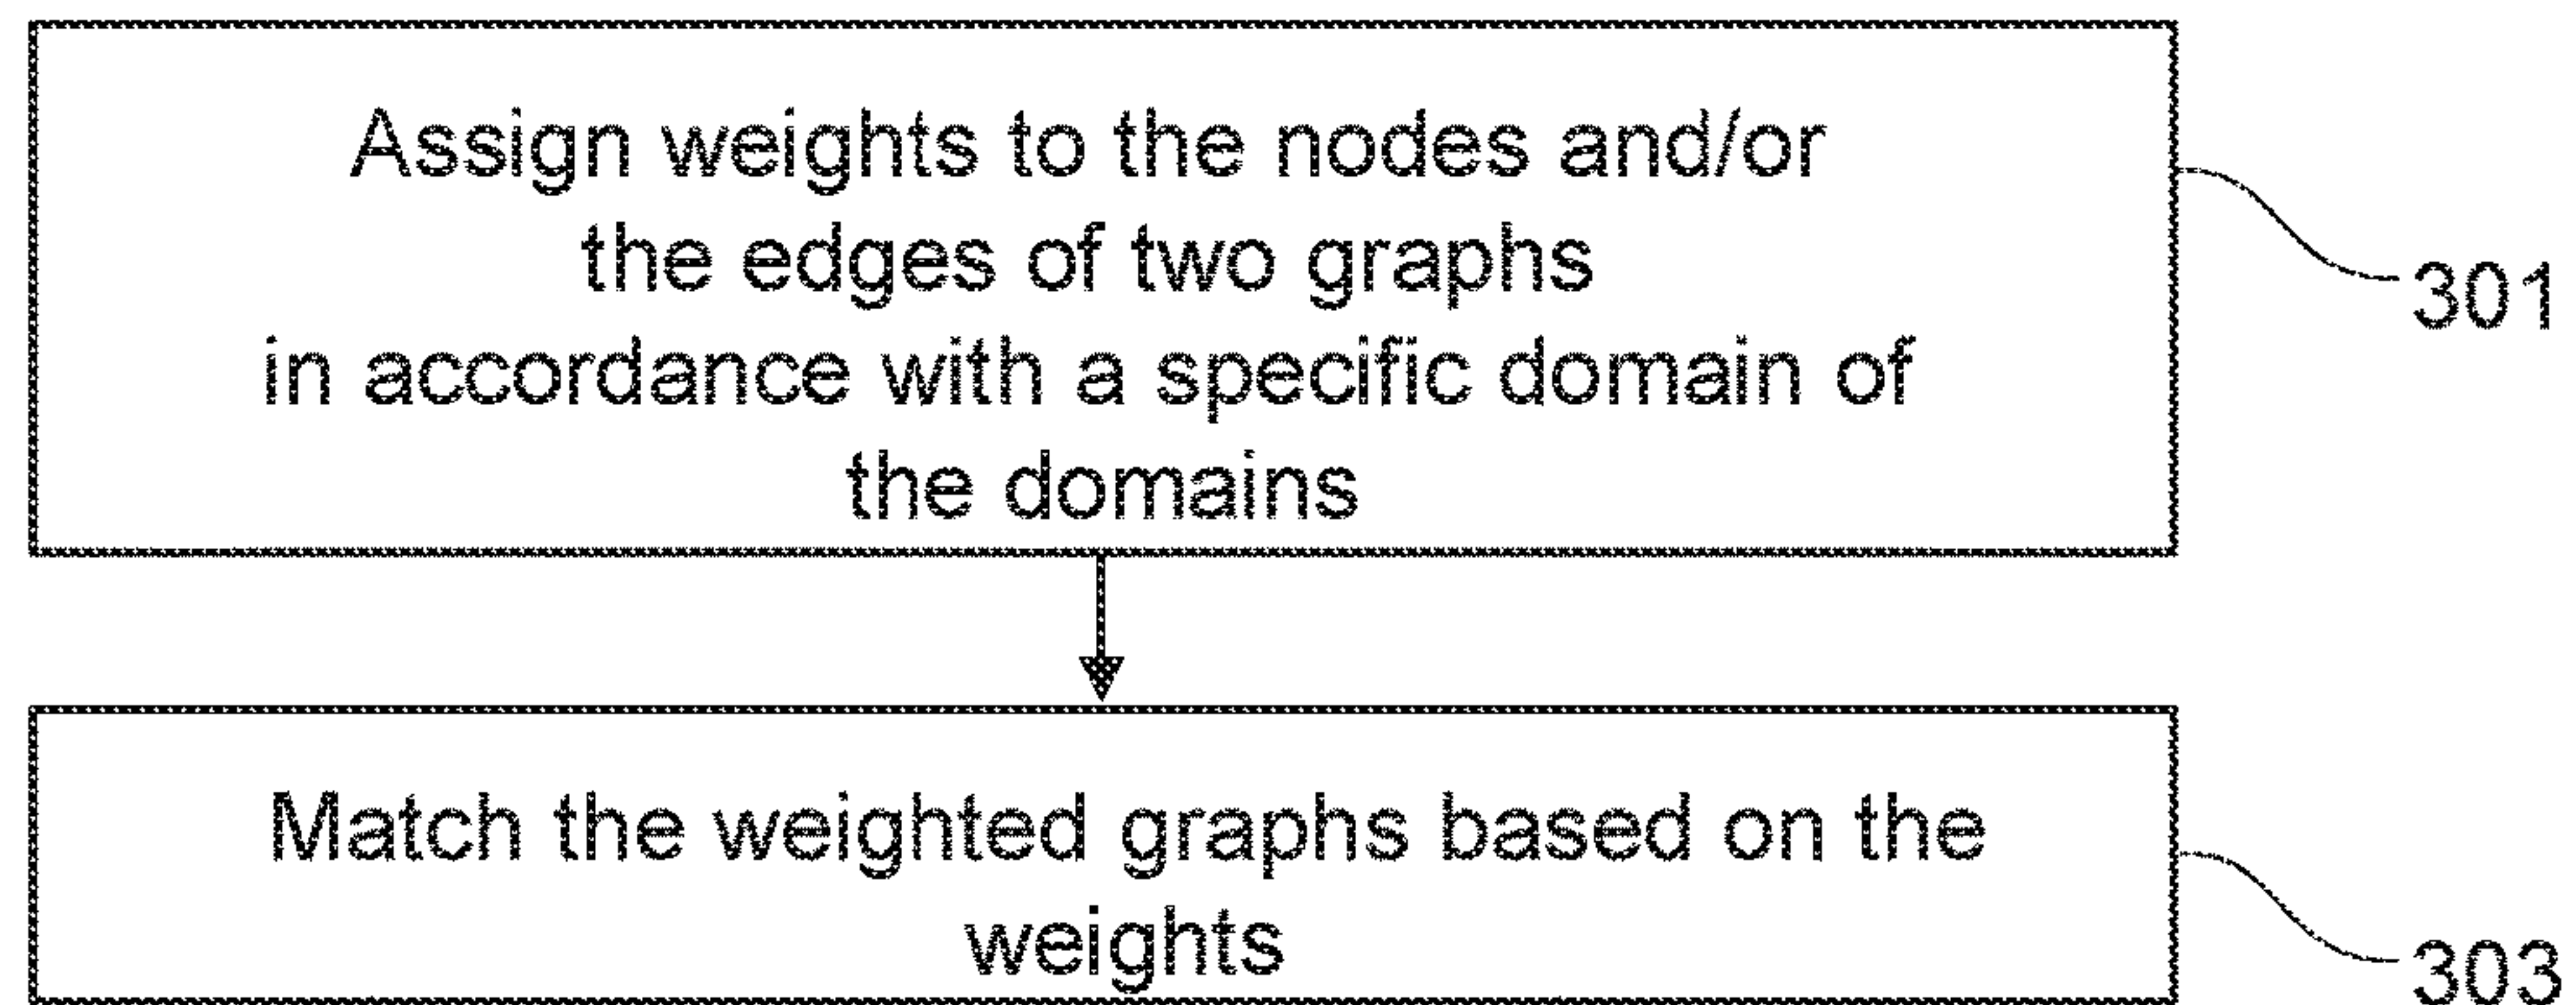 Assign weights to the nodes and/or
the edges of two graphs
in accordance with a specific domain of
the domains
301
Match the weighted graphs based on the
weights
303